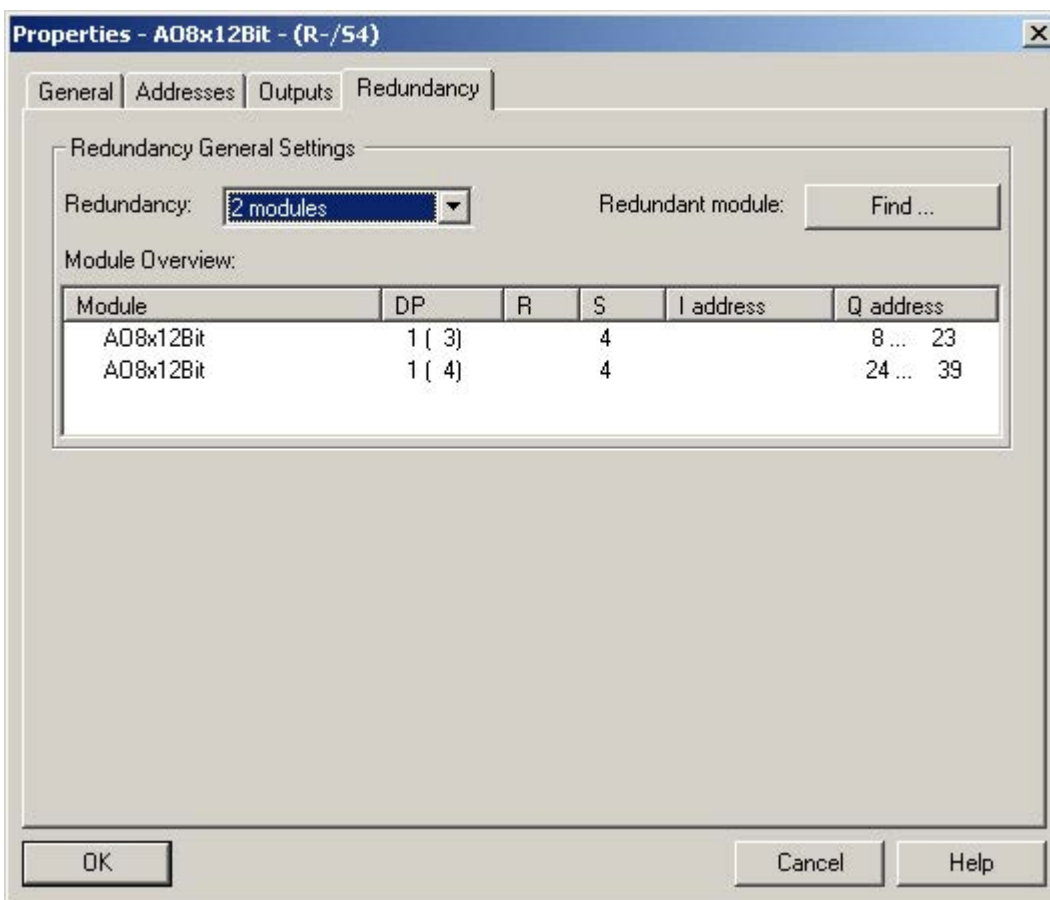 Properties - AO8x12Bit - (R-/S4)
General Addresses Outputs Redundancy
Redundancy General Settings
Redundancy: 2 modules Redundant module: Find ...
Module Overview:
Module DP R S I address Q address
AO8x12Bit 1 ( 3) 4 8 ... 23
AO8x12Bit 1 ( 4) 4 24 ... 39
OK Cancel Help